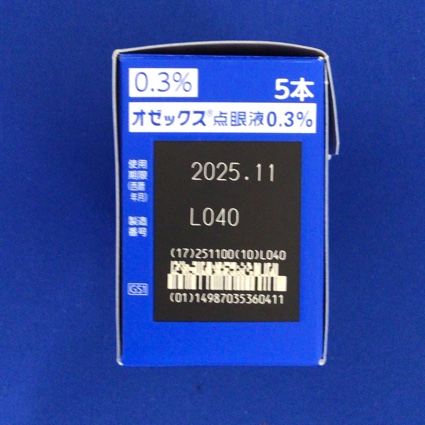 0.3%
5本
オゼックス®点眼液0.3%
使用
期限
(西暦
年月)
2025.11
製造
番号
L040
(17)251100(10)L040
GS1
(01)14987035360411